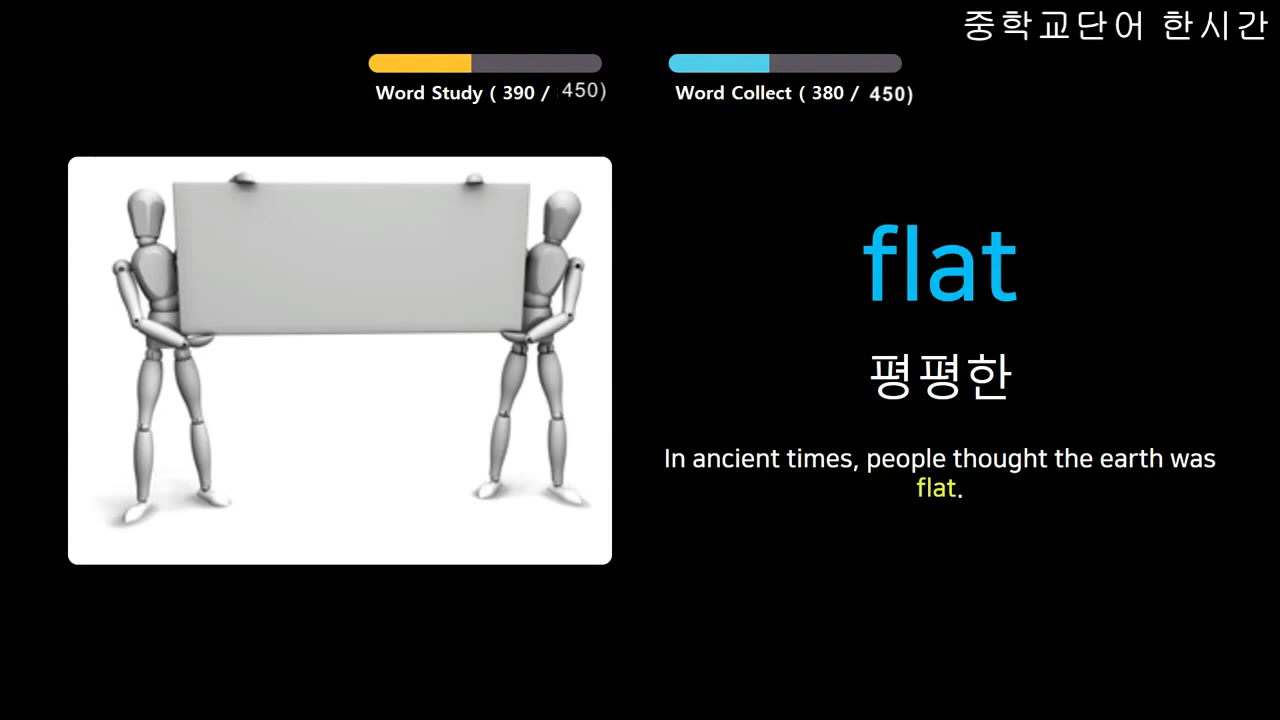 중학교단어 한시간
Word Study ( 390 / 450)
Word Collect ( 380 / 450)
flat
평평한
In ancient times, people thought the earth was
flat.